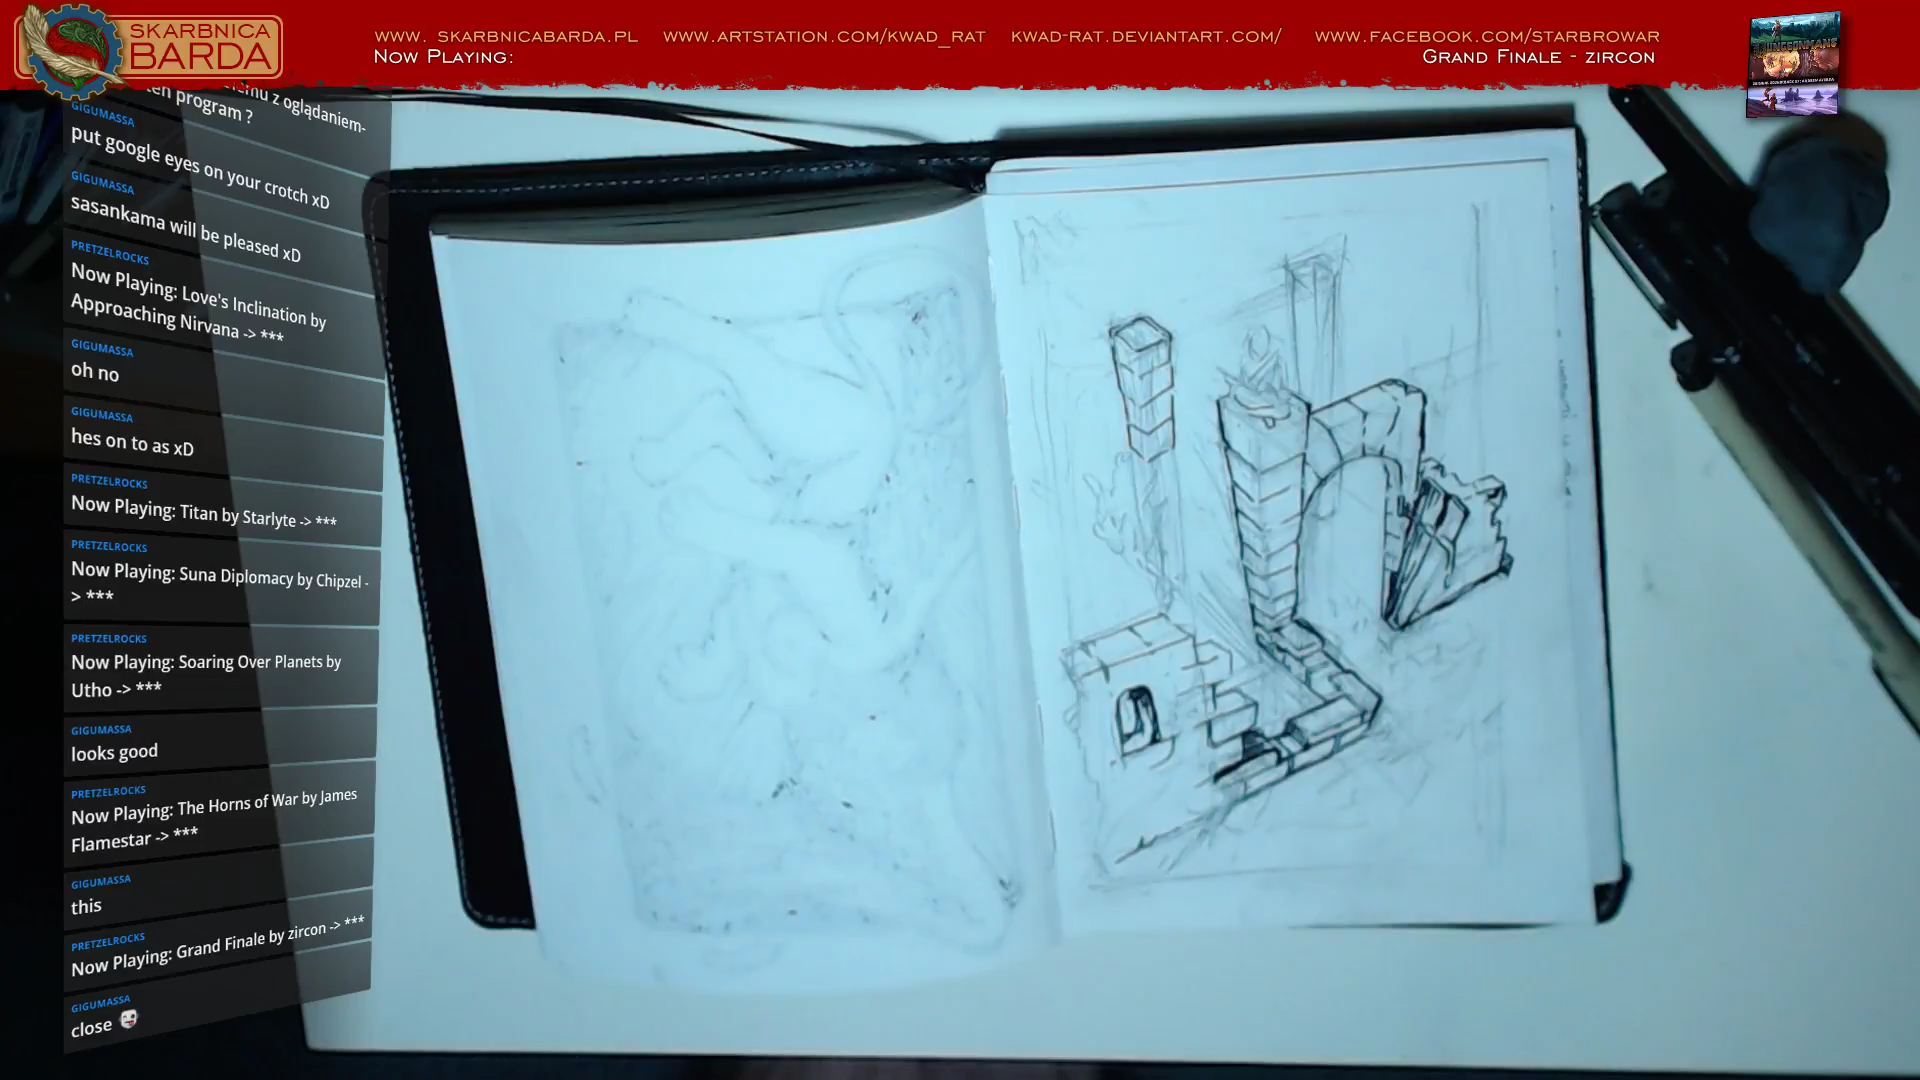 SKARBNICA
BARDA
WWW. SKARBNICABARDA.PL WWW.ARTSTATION.COM/KWAD_RAT KWAD-RAT.DEVIANTART.COM/ WWW.FACEBOOK.COM/STARBROWAR
Now Playing:
Grand Finale - zircon
DUNGEONMANS
z oglądaniem-
ten program ?
GIGUMASSA
put google eyes on your crotch xD
GIGUMASSA
sasankama will be pleased xD
PRETZELROCKS
Now Playing: Love's Inclination by
Approaching Nirvana -> ***
GIGUMASSA
oh no
GIGUMASSA
hes on to as xD
PRETZELROCKS
Now Playing: Titan by Starlyte -> ***
PRETZELROCKS
Now Playing: Suna Diplomacy by Chipzel -
> ***
PRETZELROCKS
Now Playing: Soaring Over Planets by
Utho -> ***
GIGUMASSA
looks good
PRETZELROCKS
Now Playing: The Horns of War by James
Flamestar -> ***
GIGUMASSA
this
PRETZELROCKS
Now Playing: Grand Finale by zircon -> ***
GIGUMASSA
close